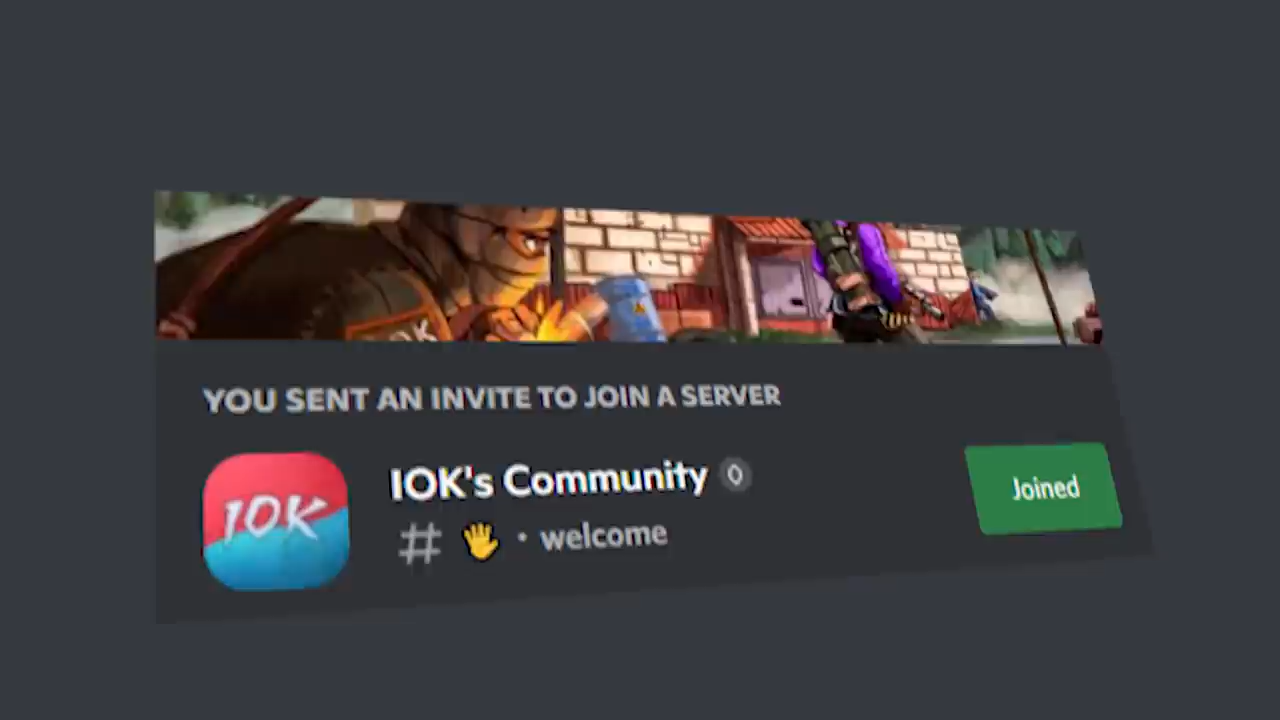 YOU SENT AN INVITE TO JOIN A SERVER
IOK
IOK's Community
# 👋 • welcome
Joined